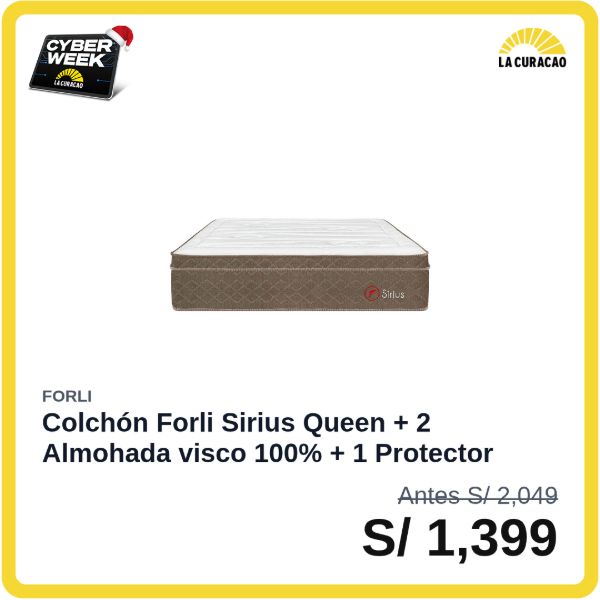 CYBER
WEEK
LA CURACAO
LA CURACAO
Sirius
FORLI
Colchón Forli Sirius Queen + 2
Almohada visco 100% + 1 Protector
Antes S/ 2,049
S/ 1,399